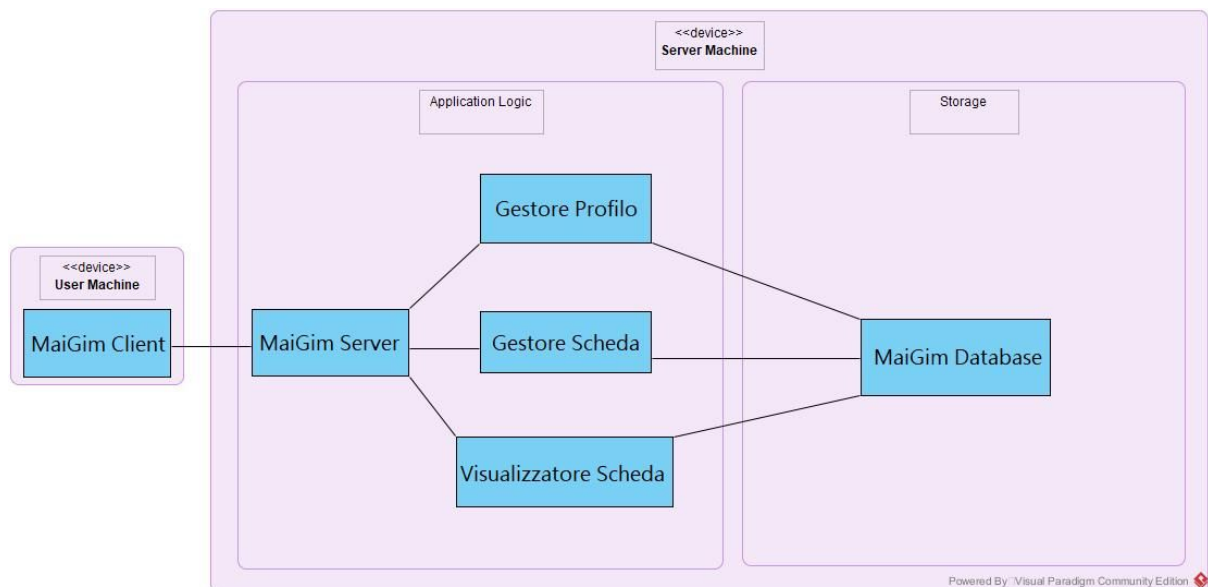 <<device>>
Server Machine
Application Logic
Storage
Gestore Profilo
<<device>>
User Machine
MaiGim Client
MaiGim Server
Gestore Scheda
MaiGim Database
Visualizzatore Scheda
Powered By Visual Paradigm Community Edition